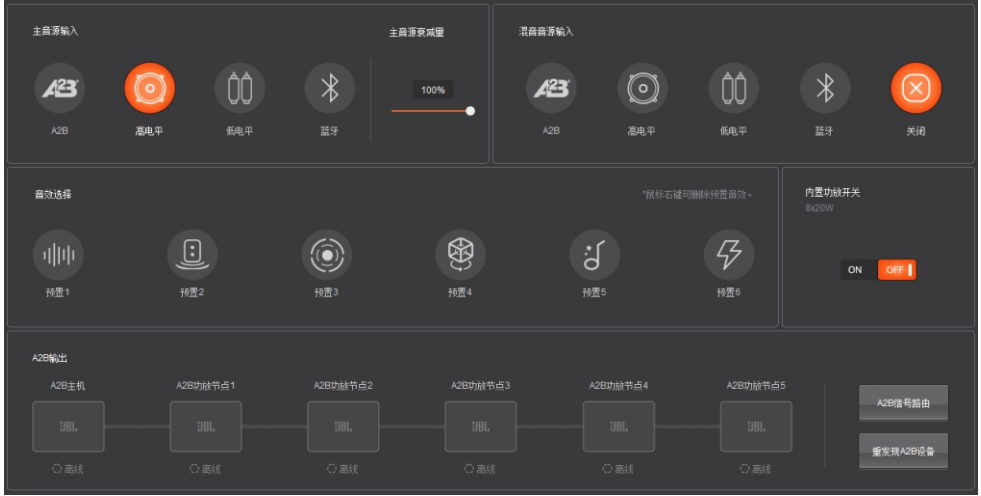 主音源输入
主音源衰减量
混音音源输入
A2B
100%
A2B
A2B
高电平
低电平
蓝牙
A2B
高电平
低电平
蓝牙
关闭
音效选择
*鼠标右键可删除预置音效。
内置功放开关
8x20W
ON
OFF
预置1
预置2
预置3
预置4
预置5
预置6
A2B输出
A2B主机
A2B功放节点1
A2B功放节点2
A2B功放节点3
A2B功放节点4
A2B功放节点5
JBL
JBL
JBL
JBL
JBL
JBL
A2B信号路由
离线
离线
离线
离线
离线
离线
重发现A2B设备